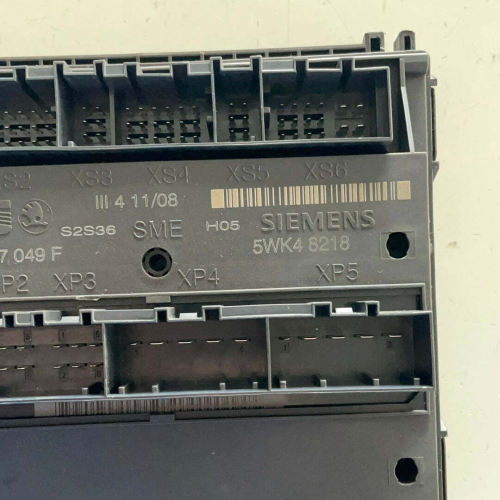 XS2 XS3 XS4 XS5 XS6
III 4 11/08
S2S36 SME H05 SIEMENS
7.049 F 5WK4 8218
XP2 XP3 XP4 XP5